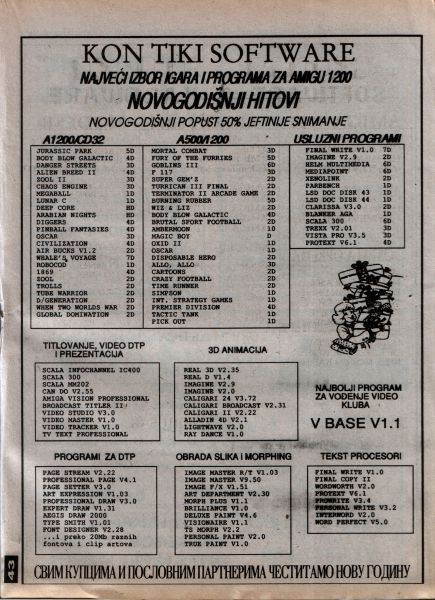 KON TIKI SOFTWARE
NAJVEĆI IZBOR IGARA I PROGRAMA ZA AMIGU 1200
NOVOGODIŠNJI HITOVI
NOVOGODIŠNJI POPUST 50% JEFTINIJE SNIMANJE
A1200/CD32
JURASSIC PARK 5D
BODY BLOW GALACTIC 4D
DANGER STREETS 4D
ALIEN BREED II 4D
ZOOL II 3D
CHAOS ENGINE 3D
MEGABALL 1D
LUNAR C 1D
DEEP CORE HD
ARABIAN NIGHTS HD
DIGGERS 4D
PINBALL FANTASIES 4D
OSCAR 3D
CIVILIZATION 4D
AIR BUCKS V1.2 D
WHALE'S VOYAGE 7D
ROBOCOD 1D
1869 4D
ZOOL 2D
TROLLS 2D
TUBE WARRIOR 2D
D/GENERATION 2D
WHEN TWO WORLDS WAR 2D
GLOBAL DOMINATION 2D
A500/1200
MORTAL COMBAT 3D
FURY OF THE FURRIES 5D
GOBLINS III 6D
F 117 3D
SUPER GEM'Z 2D
TURRICAN III FINAL 2D
TERMINATOR II ARCADE GAME 2D
BURNING RUBBER 5D
WIZ & LIZ 2D
BODY BLOW GALACTIC 4D
BRUTAL SPORT FOOTBALL 2D
AMBERMOON 10
MAGIC BOY D
OXID II 1D
OSCAR 1D
DISPOSABLE HERO 2D
ALLO, ALLO 3D
CARTOONS 2D
CRAZY FOOTBALL 2D
TIME RUNNER 2D
SIMPSON 1D
INT. STRATEGY GAMES 1D
PREMIER DIVISION 4D
TACTIC TANK 1D
PICK OUT 1D
USLUZNI PROGRAMI
FINAL WRITE V1.0 7D
IMAGINE V2.9 2D
HELM MULTIMEDIA 6D
MEDIAPOINT 6D
XENOLINK 2D
PARBENCH 1D
LSD DOC DISK 43 1D
LSD DOC DISK 44 1D
CLARISSA V3.0 2D
BLANKER AGA 1D
SCALA 300 6D
TREXX V2.01 3D
VISTA PRO V3.5 3D
PROTEXT V6.1 4D
TITLOVANJE, VIDEO DTP
I PREZENTACIJA
SCALA INFOCHANNEL IC400
SCALA 300
SCALA MM202
CAN DO V2.55
AMIGA VISION PROFESSIONAL
BROADCAST TITLER II
VIDEO STUDIO V3.0
VIDEO MASTER V1.0
VIDEO TRACKER V1.0
TV TEXT PROFESSIONAL
3D ANIMACIJA
REAL 3D V2.35
REAL D V1.4
IMAGINE V2.9
IMAGINE V2.0
CALIGARI 24 V3.72
CALIGARI BROADCAST V2.31
CALIGARI II V2.22
ALLADIN 4D V2.1
LIGHTWAVE V2.0
RAY DANCE V1.0
NAJBOLJI PROGRAM
ZA VOĐENJE VIDEO
KLUBA
V BASE V1.1
PROGRAMI ZA DTP
PAGE STREAM V2.22
PROFESSIONAL PAGE V4.1
PAGE SETTER V3.0
ART EXPRESSION V1.03
PROFESSIONAL DRAW V3.0
EXPERT DRAW V1.31
AEGIS DRAW 2000
TYPE SMITH V1.01
FONT DESIGNER V2.28
...i preko 20Mb raznih
fontova i clip artova
OBRADA SLIKA I MORPHING
IMAGE MASTER R/T V1.03
IMAGE MASTER V9.50
IMAGE F/X V1.51
ART DEPARTMENT V2.30
MORPH PLUS V1.1
BRILLIANCE V1.0
DELUXE PAINT V4.6
VISIONAIRE V1.1
TS MORPH V2.2
PERSONAL PAINT V2.0
TRUE PAINT V1.0
TEKST PROCESORI
FINAL WRITE V1.0
FINAL COPY II
WORDWORTH V2.0
PROTEXT V6.1
PROWRITE V3.4
PERSONAL WRITE V3.2
INTERWORD V2.0
WORD PERFECT V5.0
СВИМ КУПЦИМА И ПОСЛОВНИМ ПАРТНЕРИМА ЧЕСТИТАМО НОВУ ГОДИНУ
43